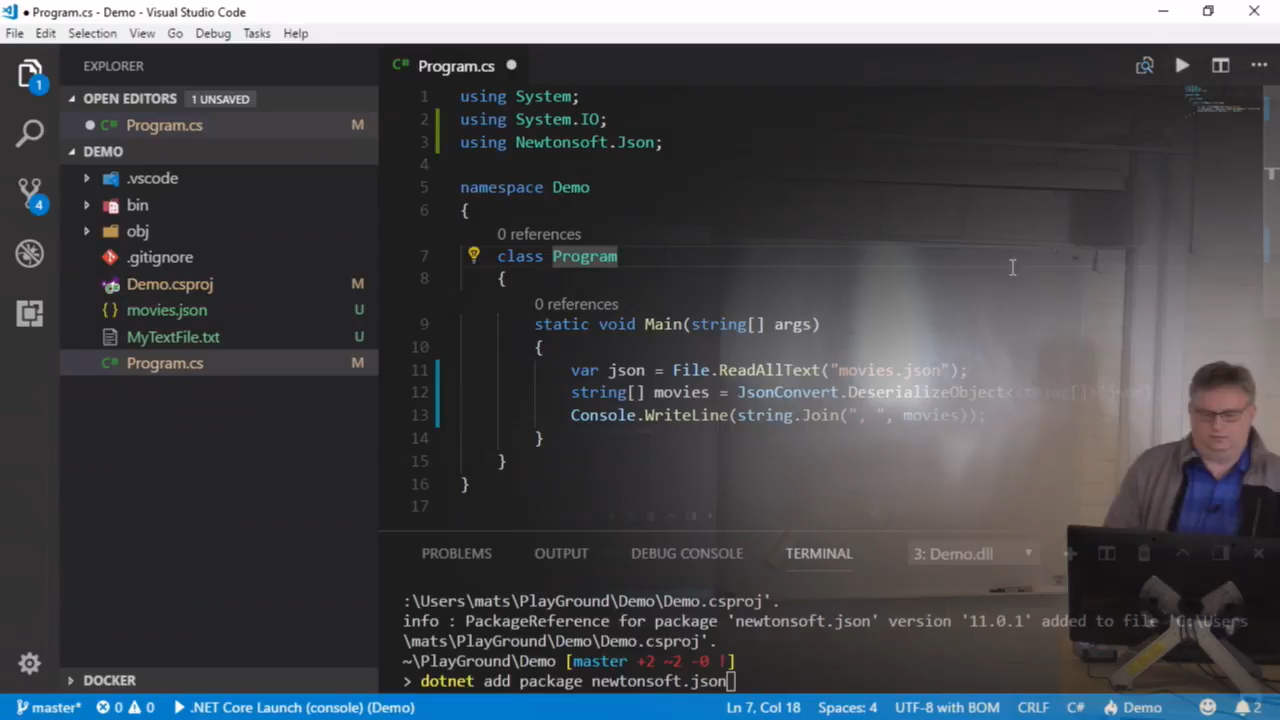 ● Program.cs - Demo - Visual Studio Code
File Edit Selection View Go Debug Tasks Help
EXPLORER
OPEN EDITORS 1 UNSAVED
● C# Program.cs M
DEMO
.vscode
bin
obj
.gitignore
Demo.csproj M
{ } movies.json U
MyTextFile.txt U
C# Program.cs M
DOCKER
1
4
C# Program.cs ●
1 using System;
2 using System.IO;
3 using Newtonsoft.Json;
4
5 namespace Demo
6 {
0 references
7 class Program
8 {
0 references
9 static void Main(string[] args)
10 {
11 var json = File.ReadAllText("movies.json");
12 string[] movies = JsonConvert.DeserializeObject<string[]>(json)
13 Console.WriteLine(string.Join(", ", movies));
14 }
15 }
16 }
17
PROBLEMS OUTPUT DEBUG CONSOLE TERMINAL 3: Demo.dll
:\Users\mats\PlayGround\Demo\Demo.csproj'.
info : PackageReference for package 'newtonsoft.json' version '11.0.1' added to file 'C:\Users
\mats\PlayGround\Demo\Demo.csproj'.
~\PlayGround\Demo [master +2 ~2 -0 !]
> dotnet add package newtonsoft.json
master* 0 0 .NET Core Launch (console) (Demo) Ln 7, Col 18 Spaces: 4 UTF-8 with BOM CRLF C# Demo 2